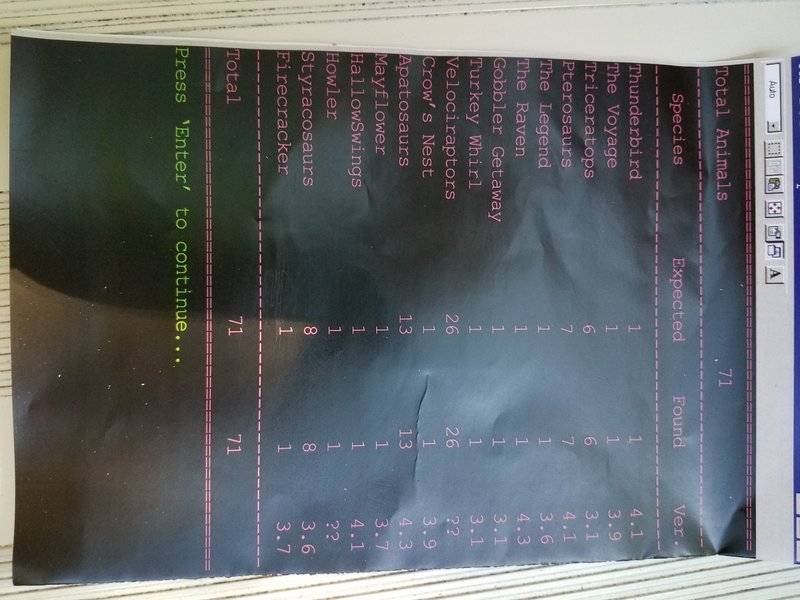 Auto A
Total Animals 71
Species Expected Found Ver.
Thunderbird 1 1 4.1
The Voyage 1 1 3.9
Triceratops 6 6 3.1
Pterosaurs 7 7 4.1
The Legend 1 1 3.6
The Raven 1 1 4.3
Gobbler Getaway 1 1 3.1
Turkey Whirl 1 1 3.1
Velociraptors 26 26 ??
Crow's Nest 1 1 3.9
Apatosaurs 13 13 4.3
Mayflower 1 1 3.7
HallowSwings 1 1 4.1
Howler 1 1 ??
Styracosaurs 8 8 3.6
Firecracker 1 1 3.7
Total 71 71
Press 'Enter' to continue...